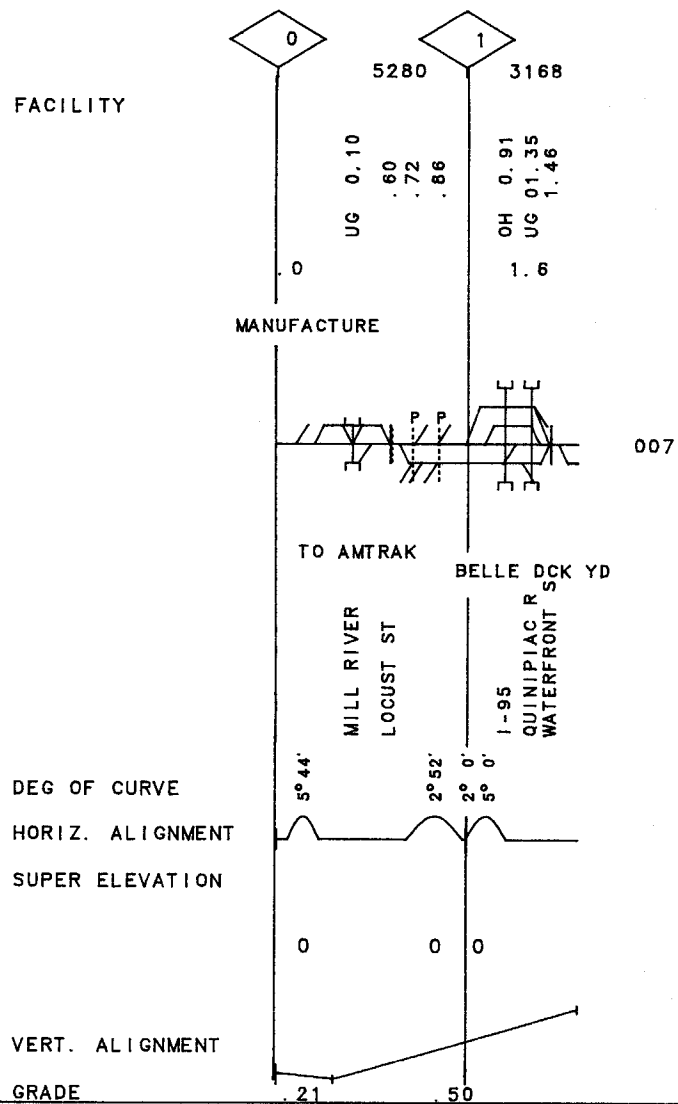 0 1
5280 3168
FACILITY
UG 0.10
.60
.72
.86
OH 0.91
UG 01.35
1.46
.0 1.6
MANUFACTURE
P P
007
TO AMTRAK
BELLE DCK YD
MILL RIVER
LOCUST ST
I-95
QUINIPIAC R
WATERFRONT S
DEG OF CURVE 5°44' 2°52' 2° 0' 5° 0'
HORIZ. ALIGNMENT
SUPER ELEVATION
0 0 0
VERT. ALIGNMENT
GRADE .21 .50